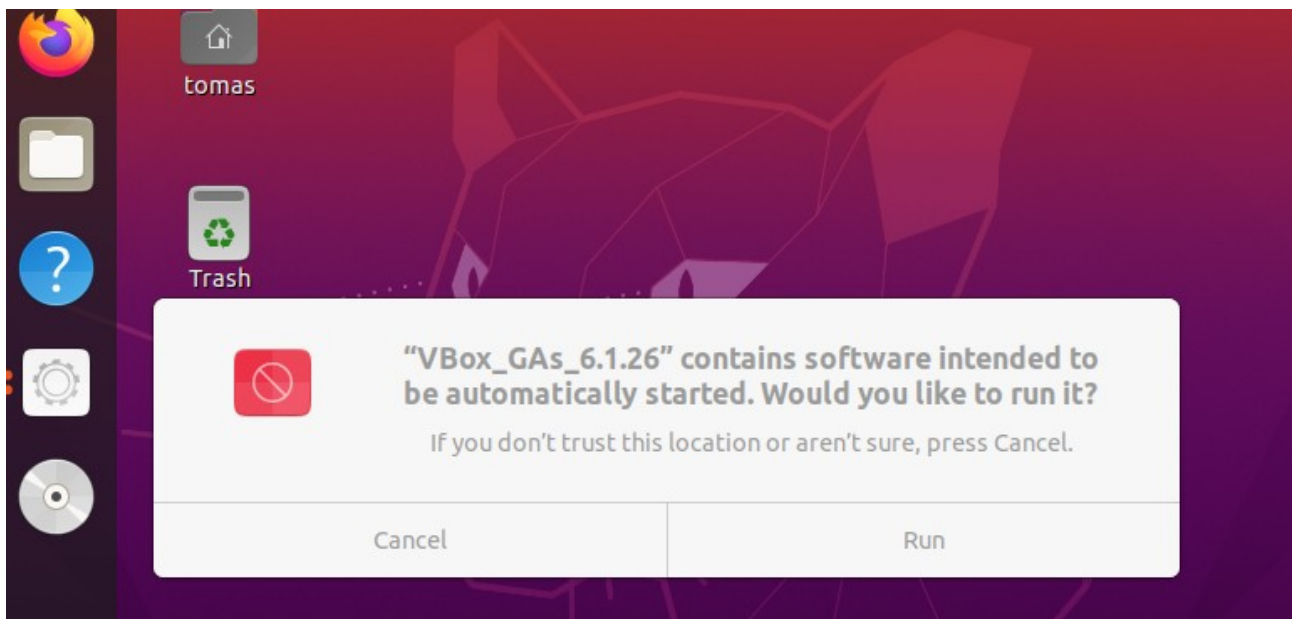 tomas
Trash
?
“VBox_GAs_6.1.26” contains software intended to
be automatically started. Would you like to run it?
If you don’t trust this location or aren’t sure, press Cancel.
Cancel
Run